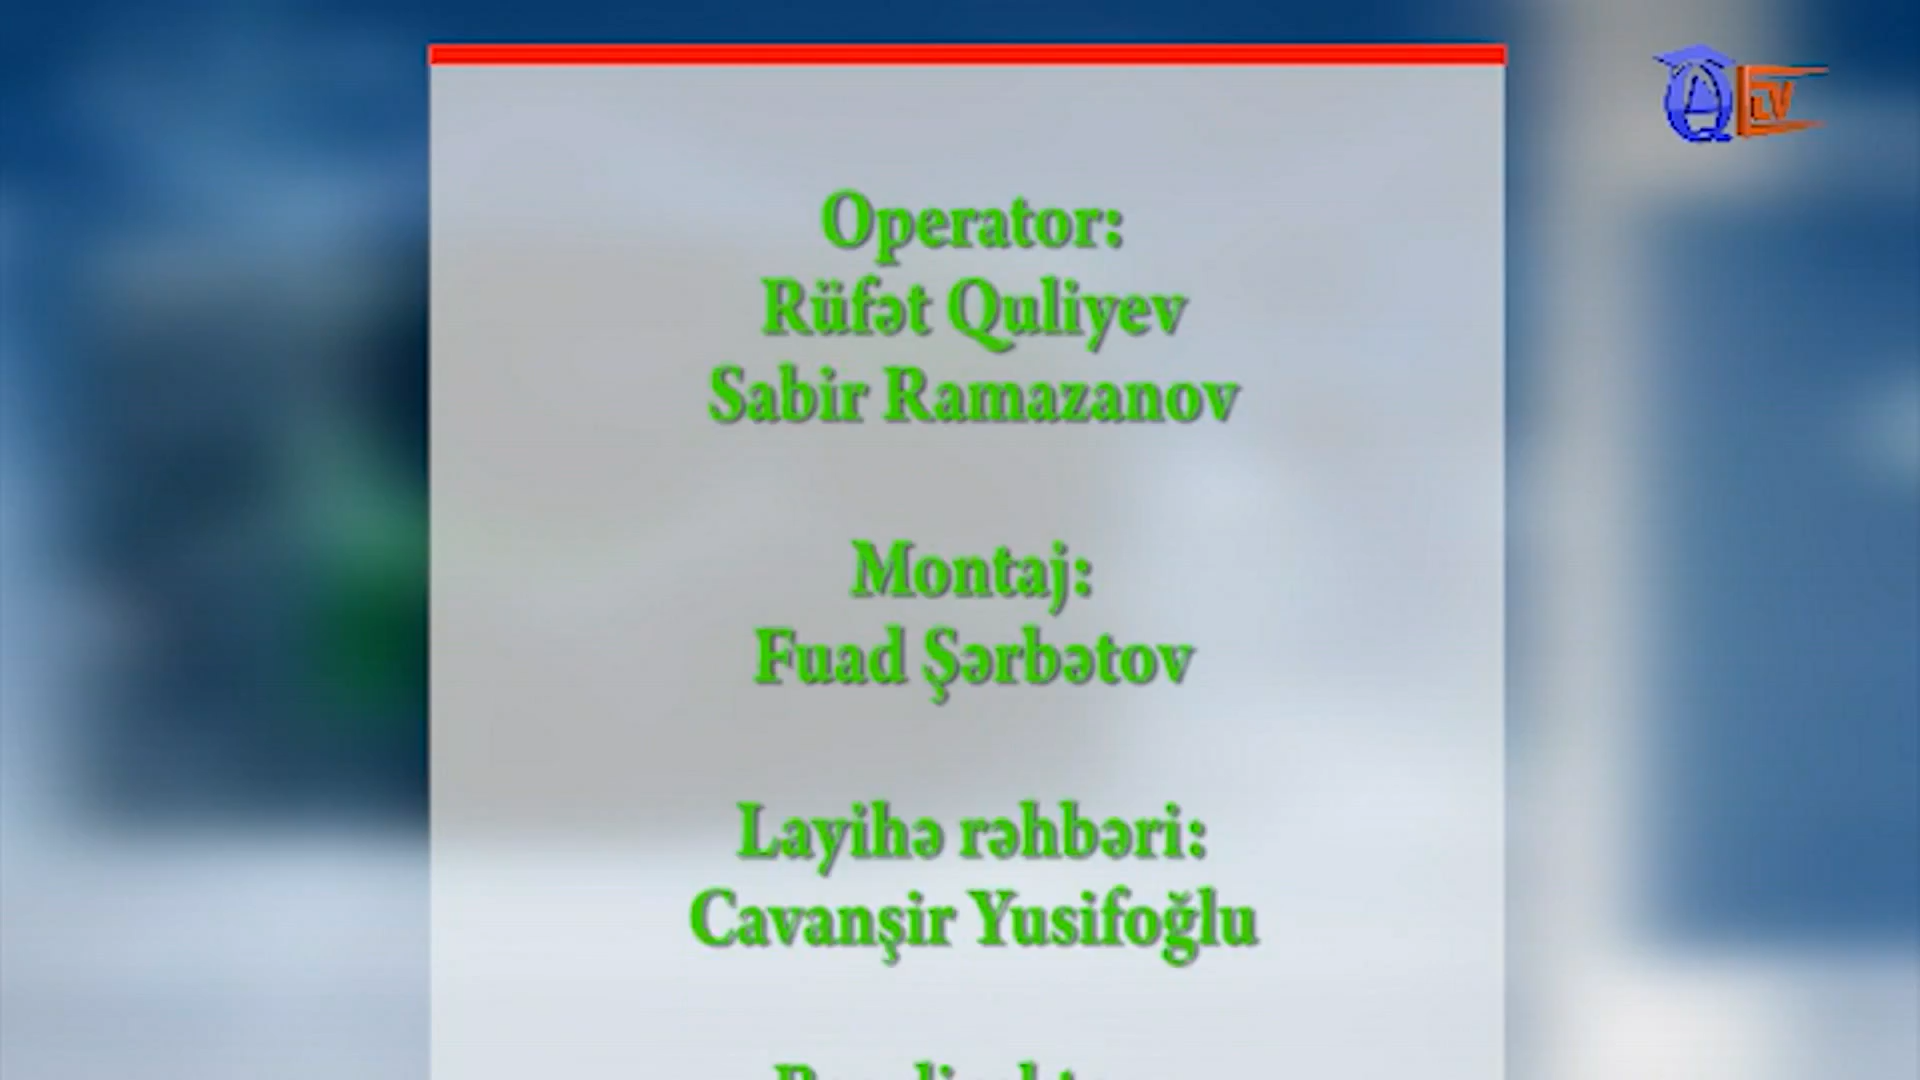 Operator:
Rüfət Quliyev
Sabir Ramazanov
Montaj:
Fuad Şərbətov
Layihə rəhbəri:
Cavanşir Yusifoğlu